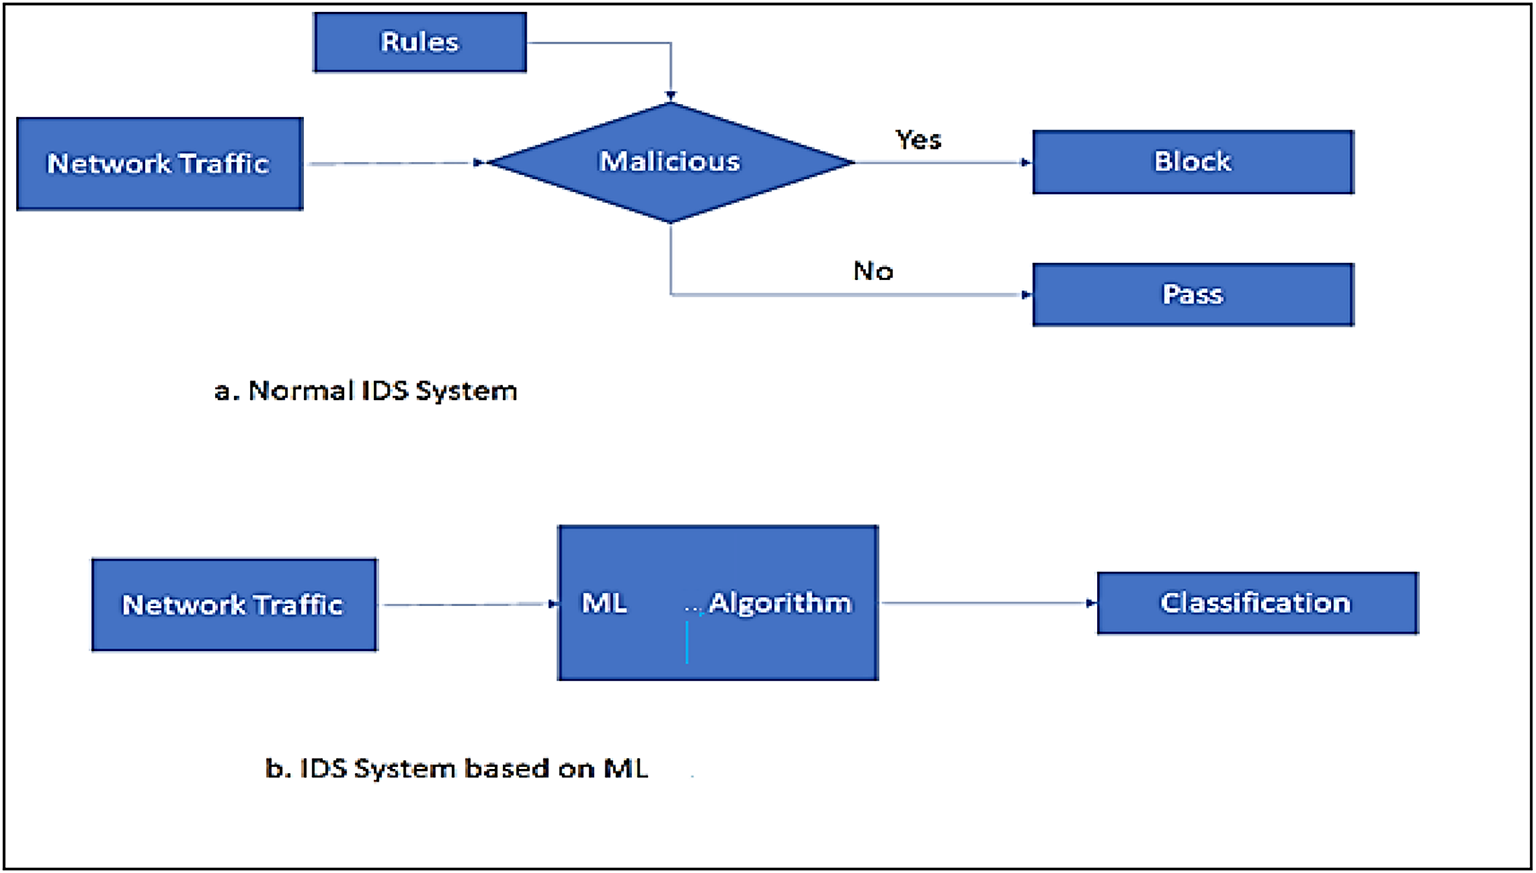 Rules
Network Traffic
Malicious
Yes
Block
No
Pass
a. Normal IDS System
Network Traffic
ML ... Algorithm
Classification
b. IDS System based on ML